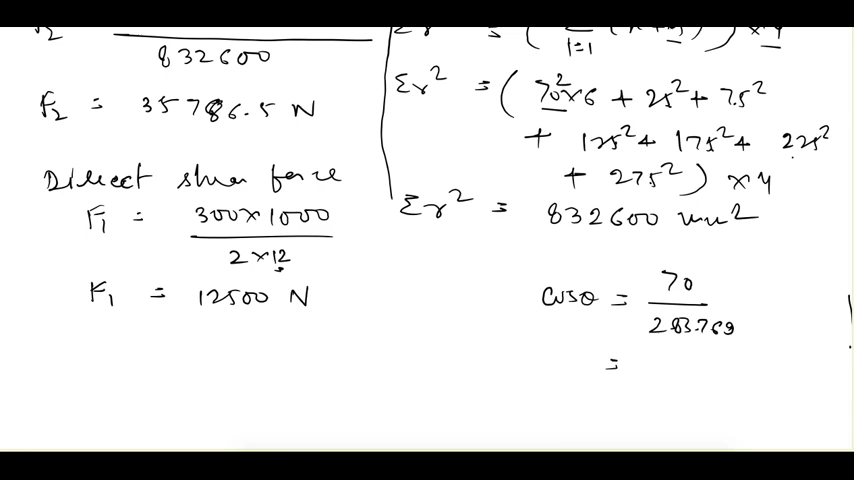 832600
F₂ = 35786.5 N
Direct shear force
F₁ = 300×1000
2×12
F₁ = 12500 N
i=1
Σr² = (70²×6 + 25² + 75²
+ 125² + 175² + 225²
+ 275²) × 4
Σr² = 832600 mm²
cosθ = 70
283.769
=